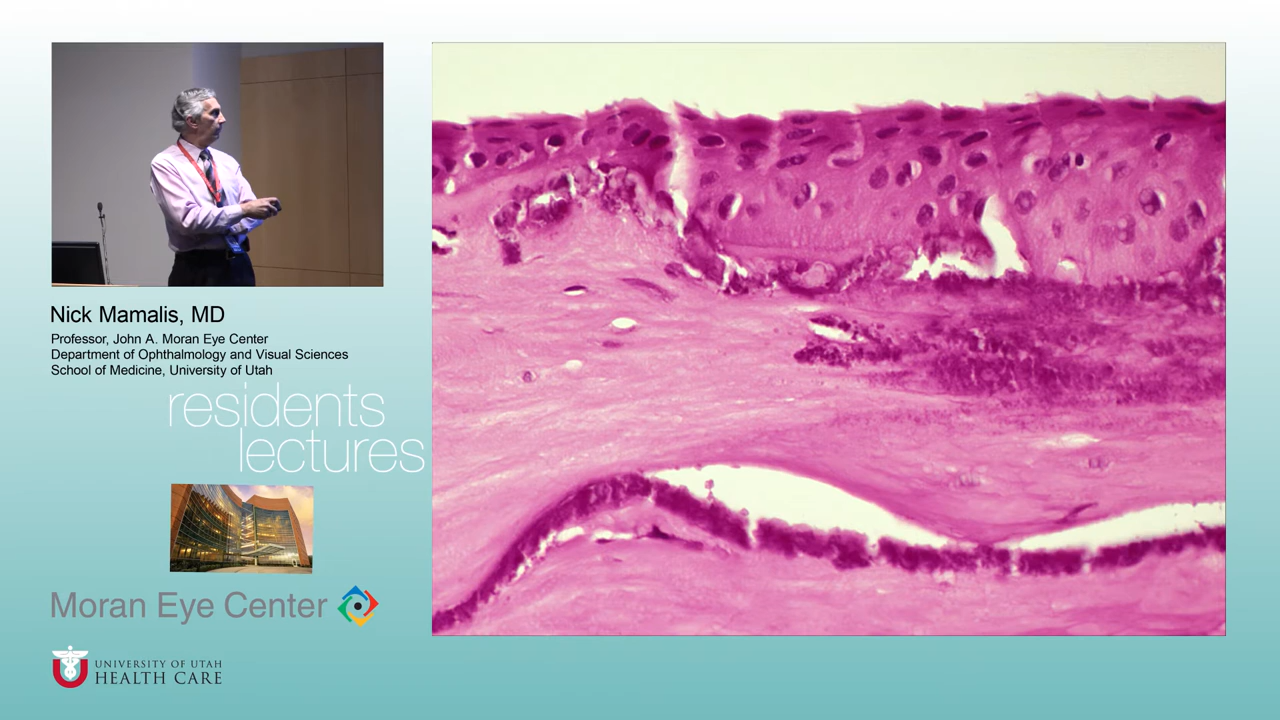 Nick Mamalis, MD
Professor, John A. Moran Eye Center
Department of Ophthalmology and Visual Sciences
School of Medicine, University of Utah
residents
lectures
Moran Eye Center
U
UNIVERSITY OF UTAH
HEALTH CARE